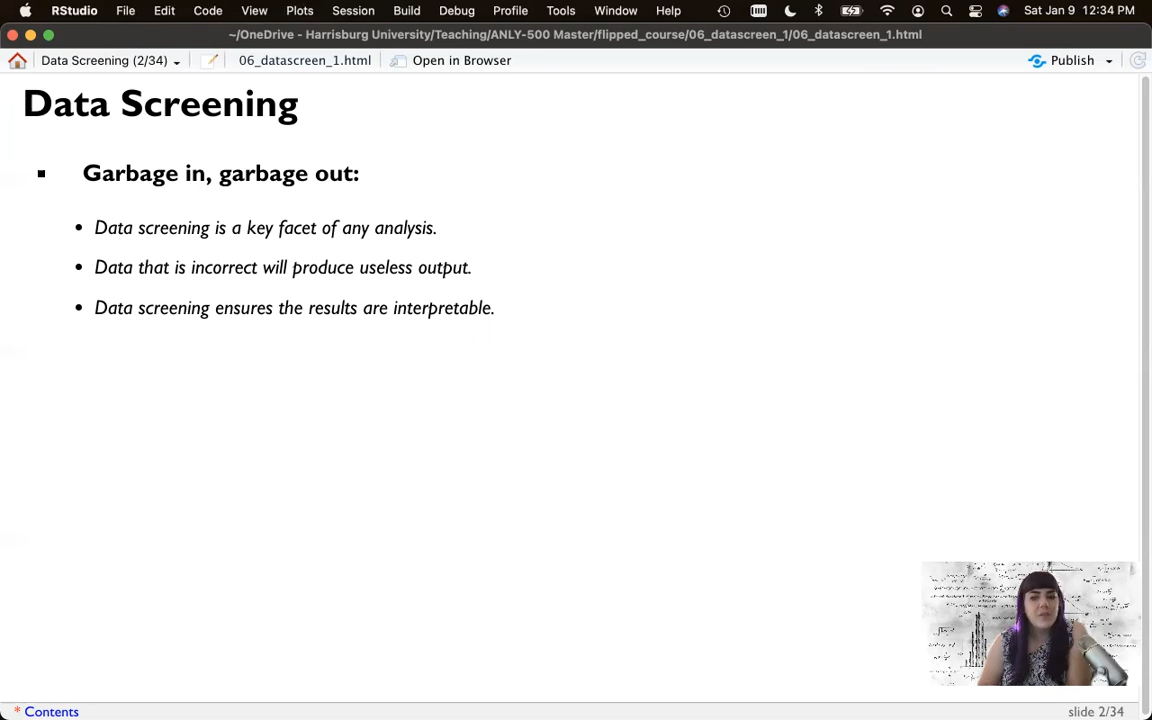 RStudio File Edit Code View Plots Session Build Debug Profile Tools Window Help Sat Jan 9 12:34 PM
~/OneDrive - Harrisburg University/Teaching/ANLY-500 Master/flipped_course/06_datascreen_1/06_datascreen_1.html
Data Screening (2/34) 06_datascreen_1.html Open in Browser Publish
Data Screening
▪ Garbage in, garbage out:
• Data screening is a key facet of any analysis.
• Data that is incorrect will produce useless output.
• Data screening ensures the results are interpretable.
* Contents slide 2/34